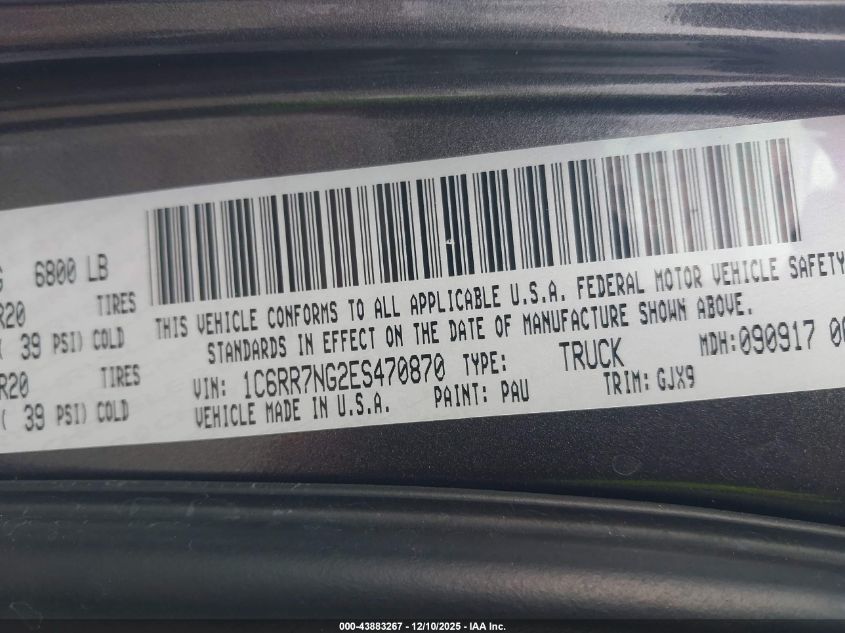 G 6800 LB
R20 TIRES
( 39 PSI) COLD
R20 TIRES
( 39 PSI) COLD
THIS VEHICLE CONFORMS TO ALL APPLICABLE U.S.A. FEDERAL MOTOR VEHICLE SAFETY
STANDARDS IN EFFECT ON THE DATE OF MANUFACTURE SHOWN ABOVE.
VIN: 1C6RR7NG2ES470870 TYPE: TRUCK MDH:090917 00
VEHICLE MADE IN U.S.A. PAINT: PAU TRIM: GJX9
000-43883267 - 12/10/2025 - IAA Inc.